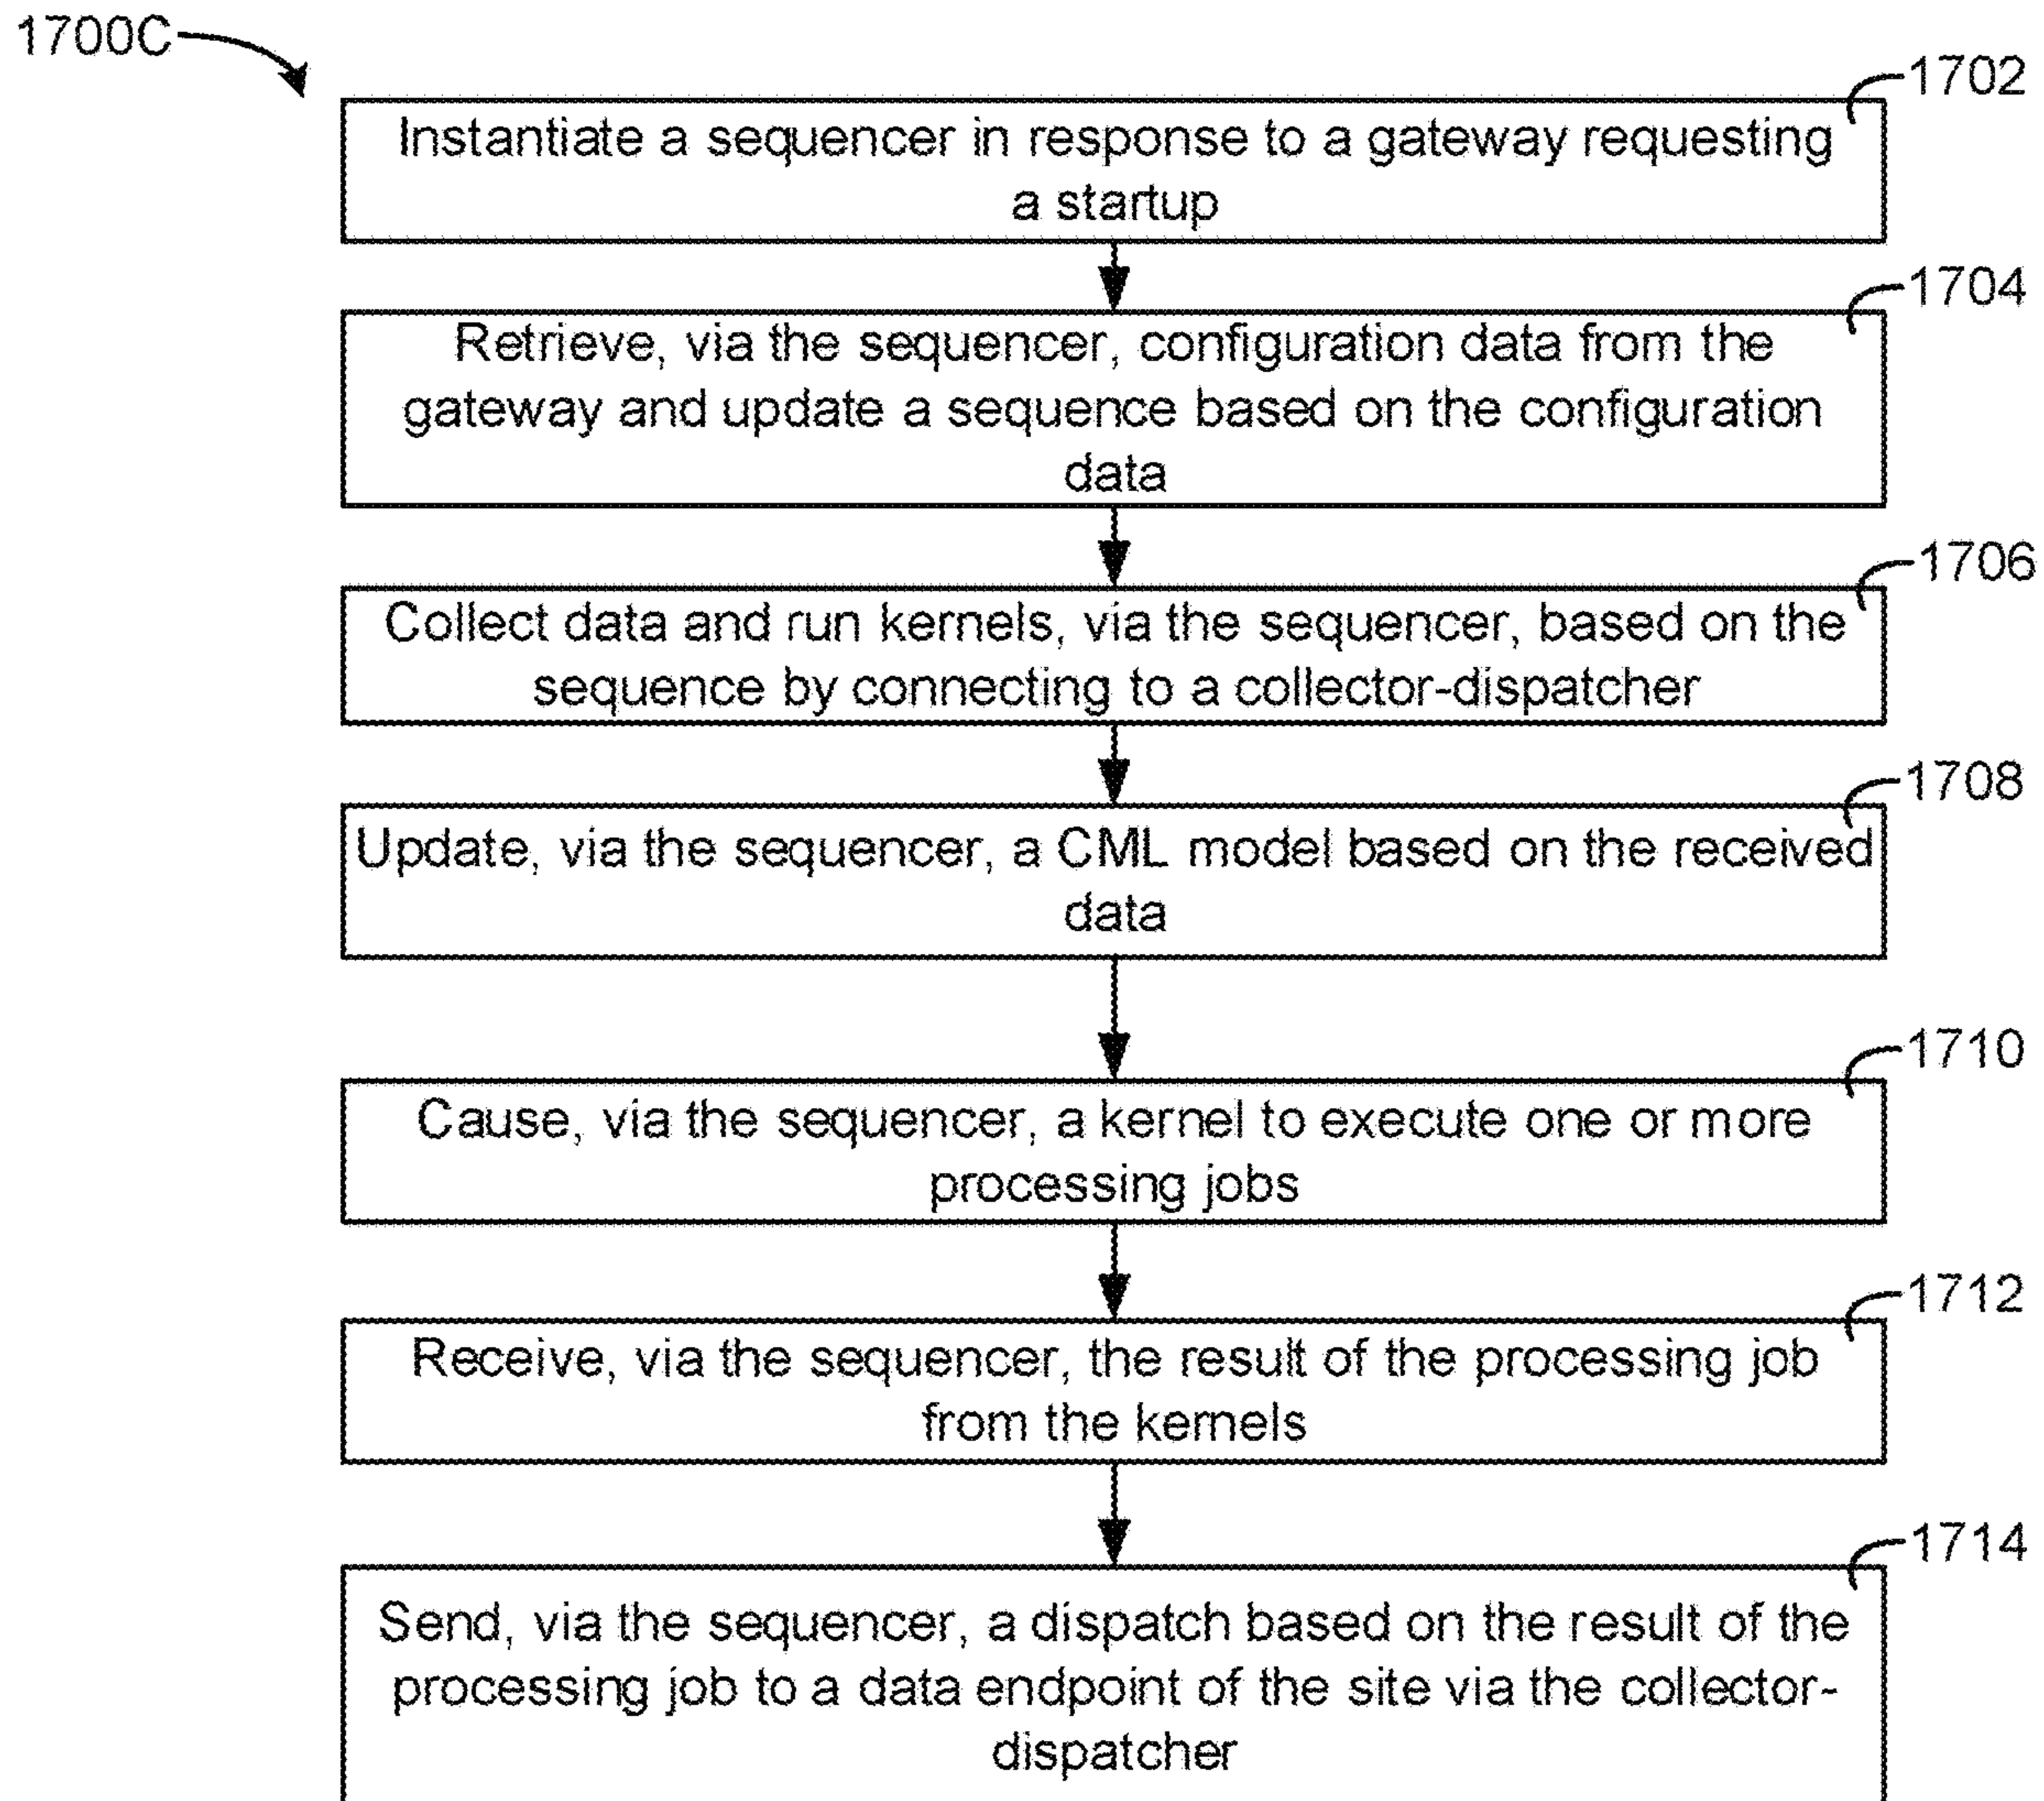 1700C
1702
Instantiate a sequencer in response to a gateway requesting
a startup
1704
Retrieve, via the sequencer, configuration data from the
gateway and update a sequence based on the configuration
data
1706
Collect data and run kernels, via the sequencer, based on the
sequence by connecting to a collector-dispatcher
1708
Update, via the sequencer, a CML model based on the received
data
1710
Cause, via the sequencer, a kernel to execute one or more
processing jobs
1712
Receive, via the sequencer, the result of the processing job
from the kernels
1714
Send, via the sequencer, a dispatch based on the result of the
processing job to a data endpoint of the site via the collector-
dispatcher